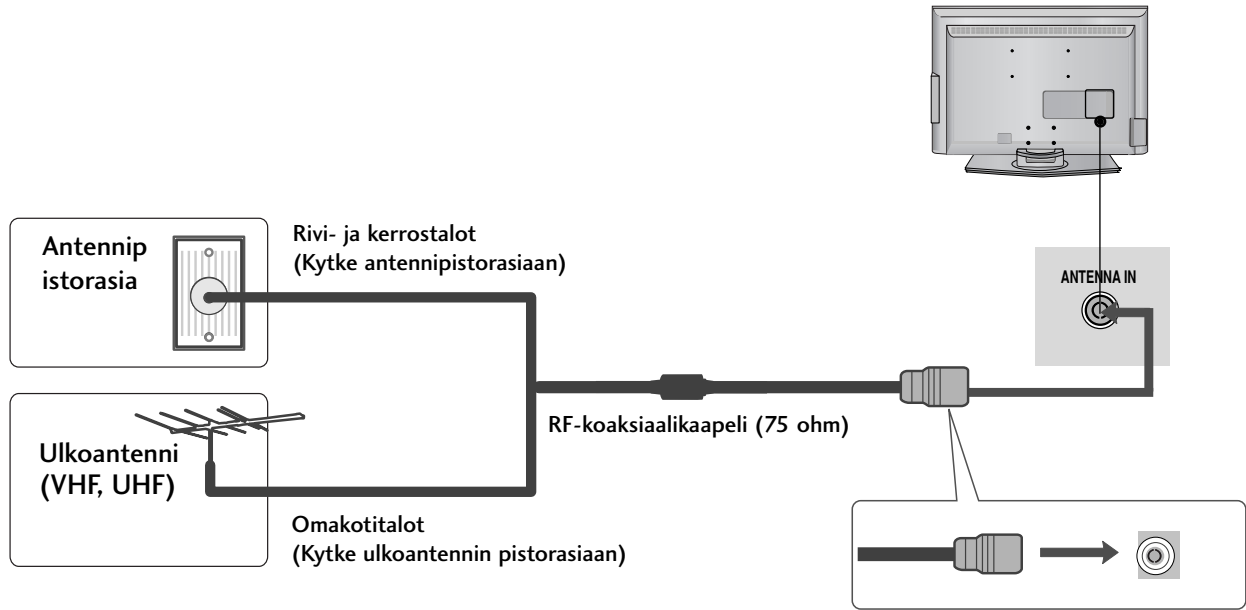 Antennip
istorasia
Rivi- ja kerrostalot
(Kytke antennipistorasiaan)
ANTENNA IN
RF-koaksiaalikaapeli (75 ohm)
Ulkoantenni
(VHF, UHF)
Omakotitalot
(Kytke ulkoantennin pistorasiaan)